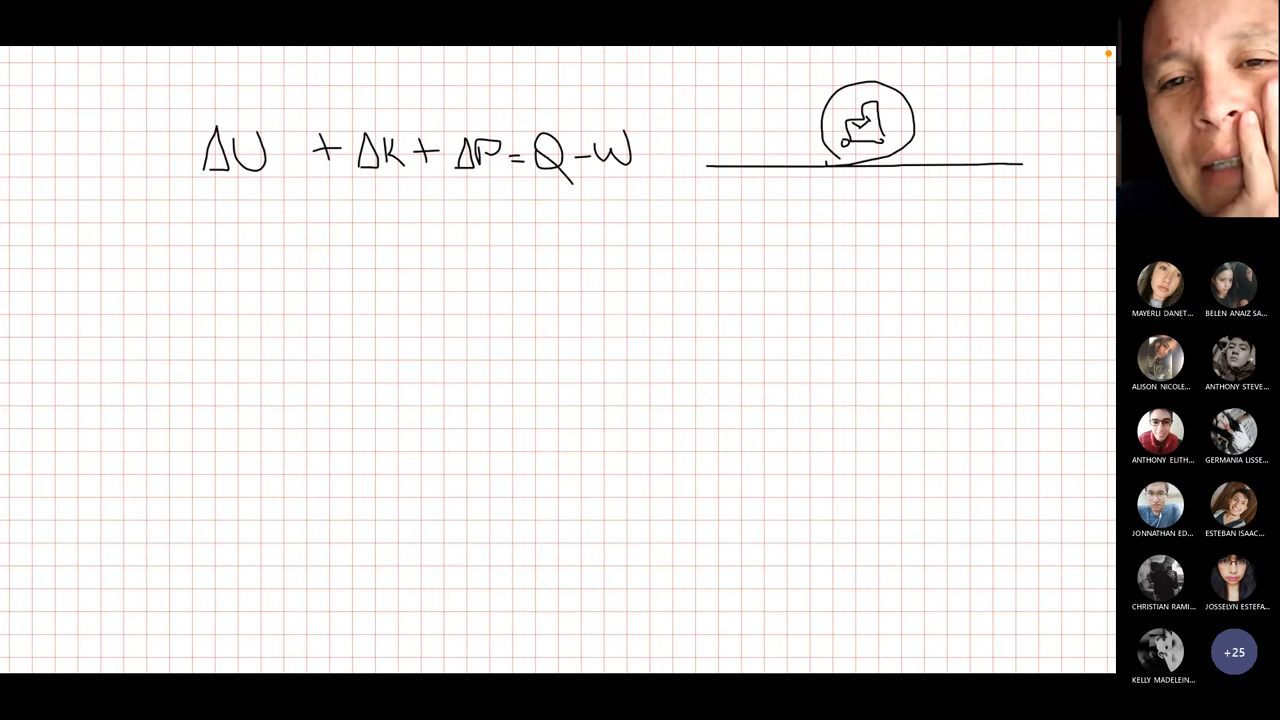 ΔU + ΔK + ΔP = Q - W
MAYERLI DANET...
BELEN ANAIZ SA...
ALISON NICOLE...
ANTHONY STEVE...
ANTHONY ELITH...
GERMANIA LISSE...
JONNATHAN ED...
ESTEBAN ISAAC...
CHRISTIAN RAMI...
JOSSELYN ESTEFA...
KELLY MADELEIN...
+25